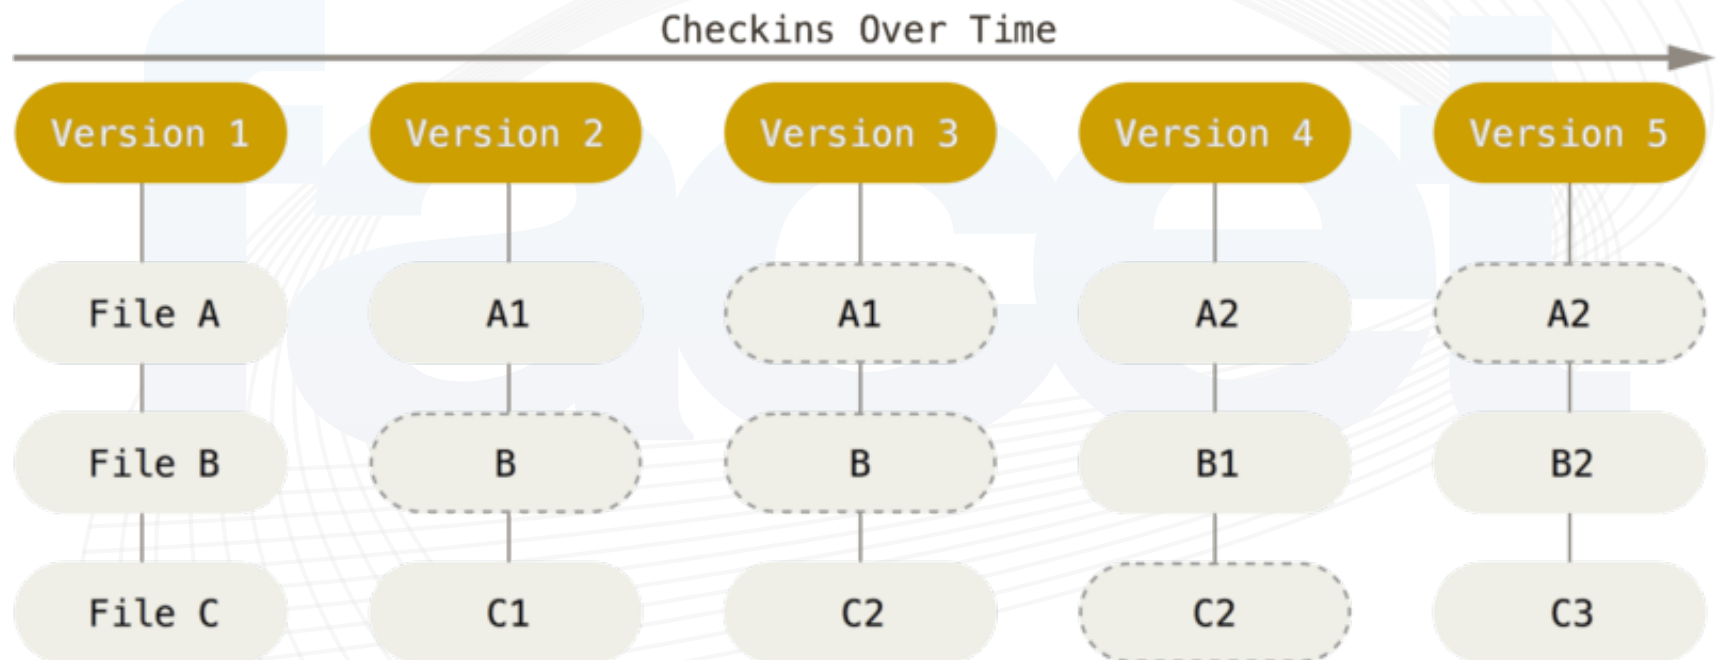 Checkins Over Time
Version 1 Version 2 Version 3 Version 4 Version 5
File A A1 A1 A2 A2
File B B B B1 B2
File C C1 C2 C2 C3
facet